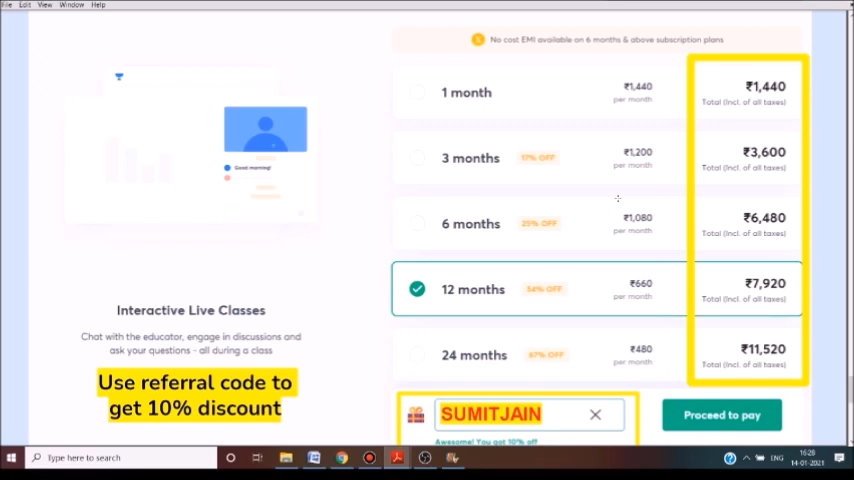 File Edit View Window Help
No cost EMI available on 6 months & above subscription plans
1 month ₹1,440 per month ₹1,440 Total (Incl. of all taxes)
3 months 17% OFF ₹1,200 per month ₹3,600 Total (Incl. of all taxes)
6 months 25% OFF ₹1,080 per month ₹6,480 Total (Incl. of all taxes)
12 months 54% OFF ₹660 per month ₹7,920 Total (Incl. of all taxes)
24 months 67% OFF ₹480 per month ₹11,520 Total (Incl. of all taxes)
Good morning!
Interactive Live Classes
Chat with the educator, engage in discussions and
ask your questions - all during a class
Use referral code to
get 10% discount
SUMITJAIN
Proceed to pay
Awesome! You got 10% off
Type here to search
ENG
16:28
14-01-2021